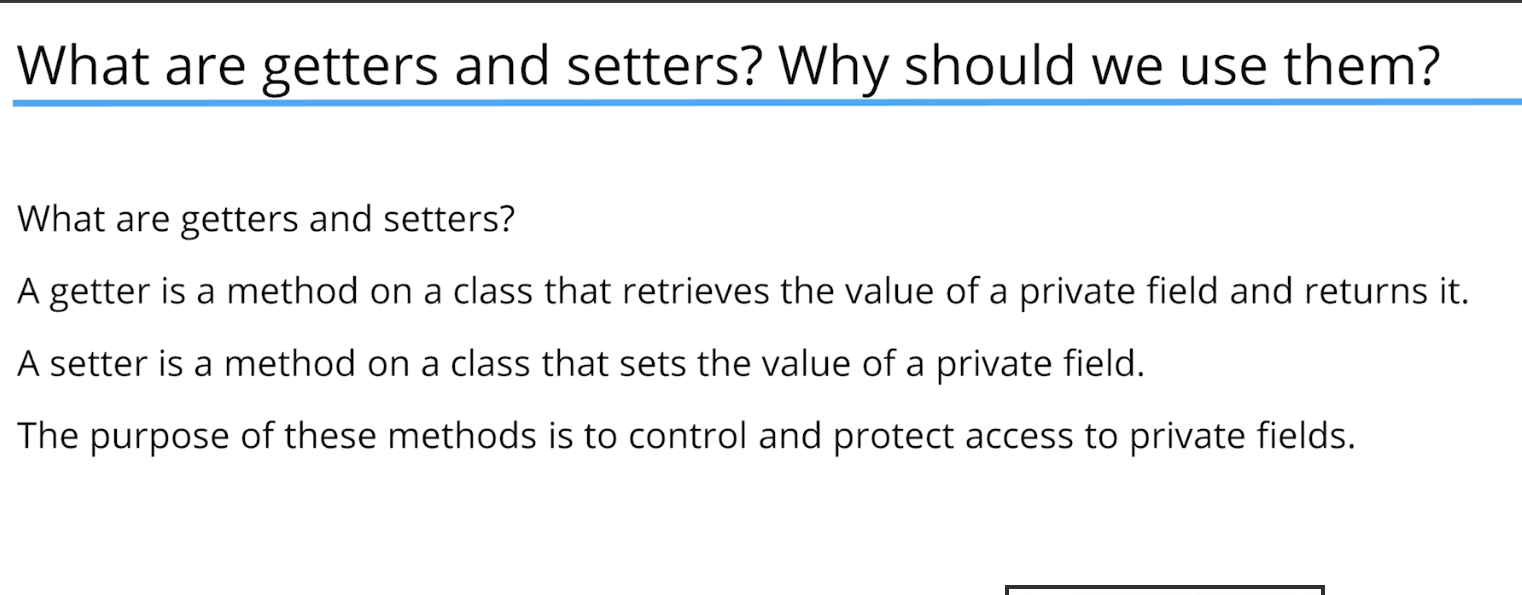 What are getters and setters? Why should we use them?
What are getters and setters?
A getter is a method on a class that retrieves the value of a private field and returns it.
A setter is a method on a class that sets the value of a private field.
The purpose of these methods is to control and protect access to private fields.